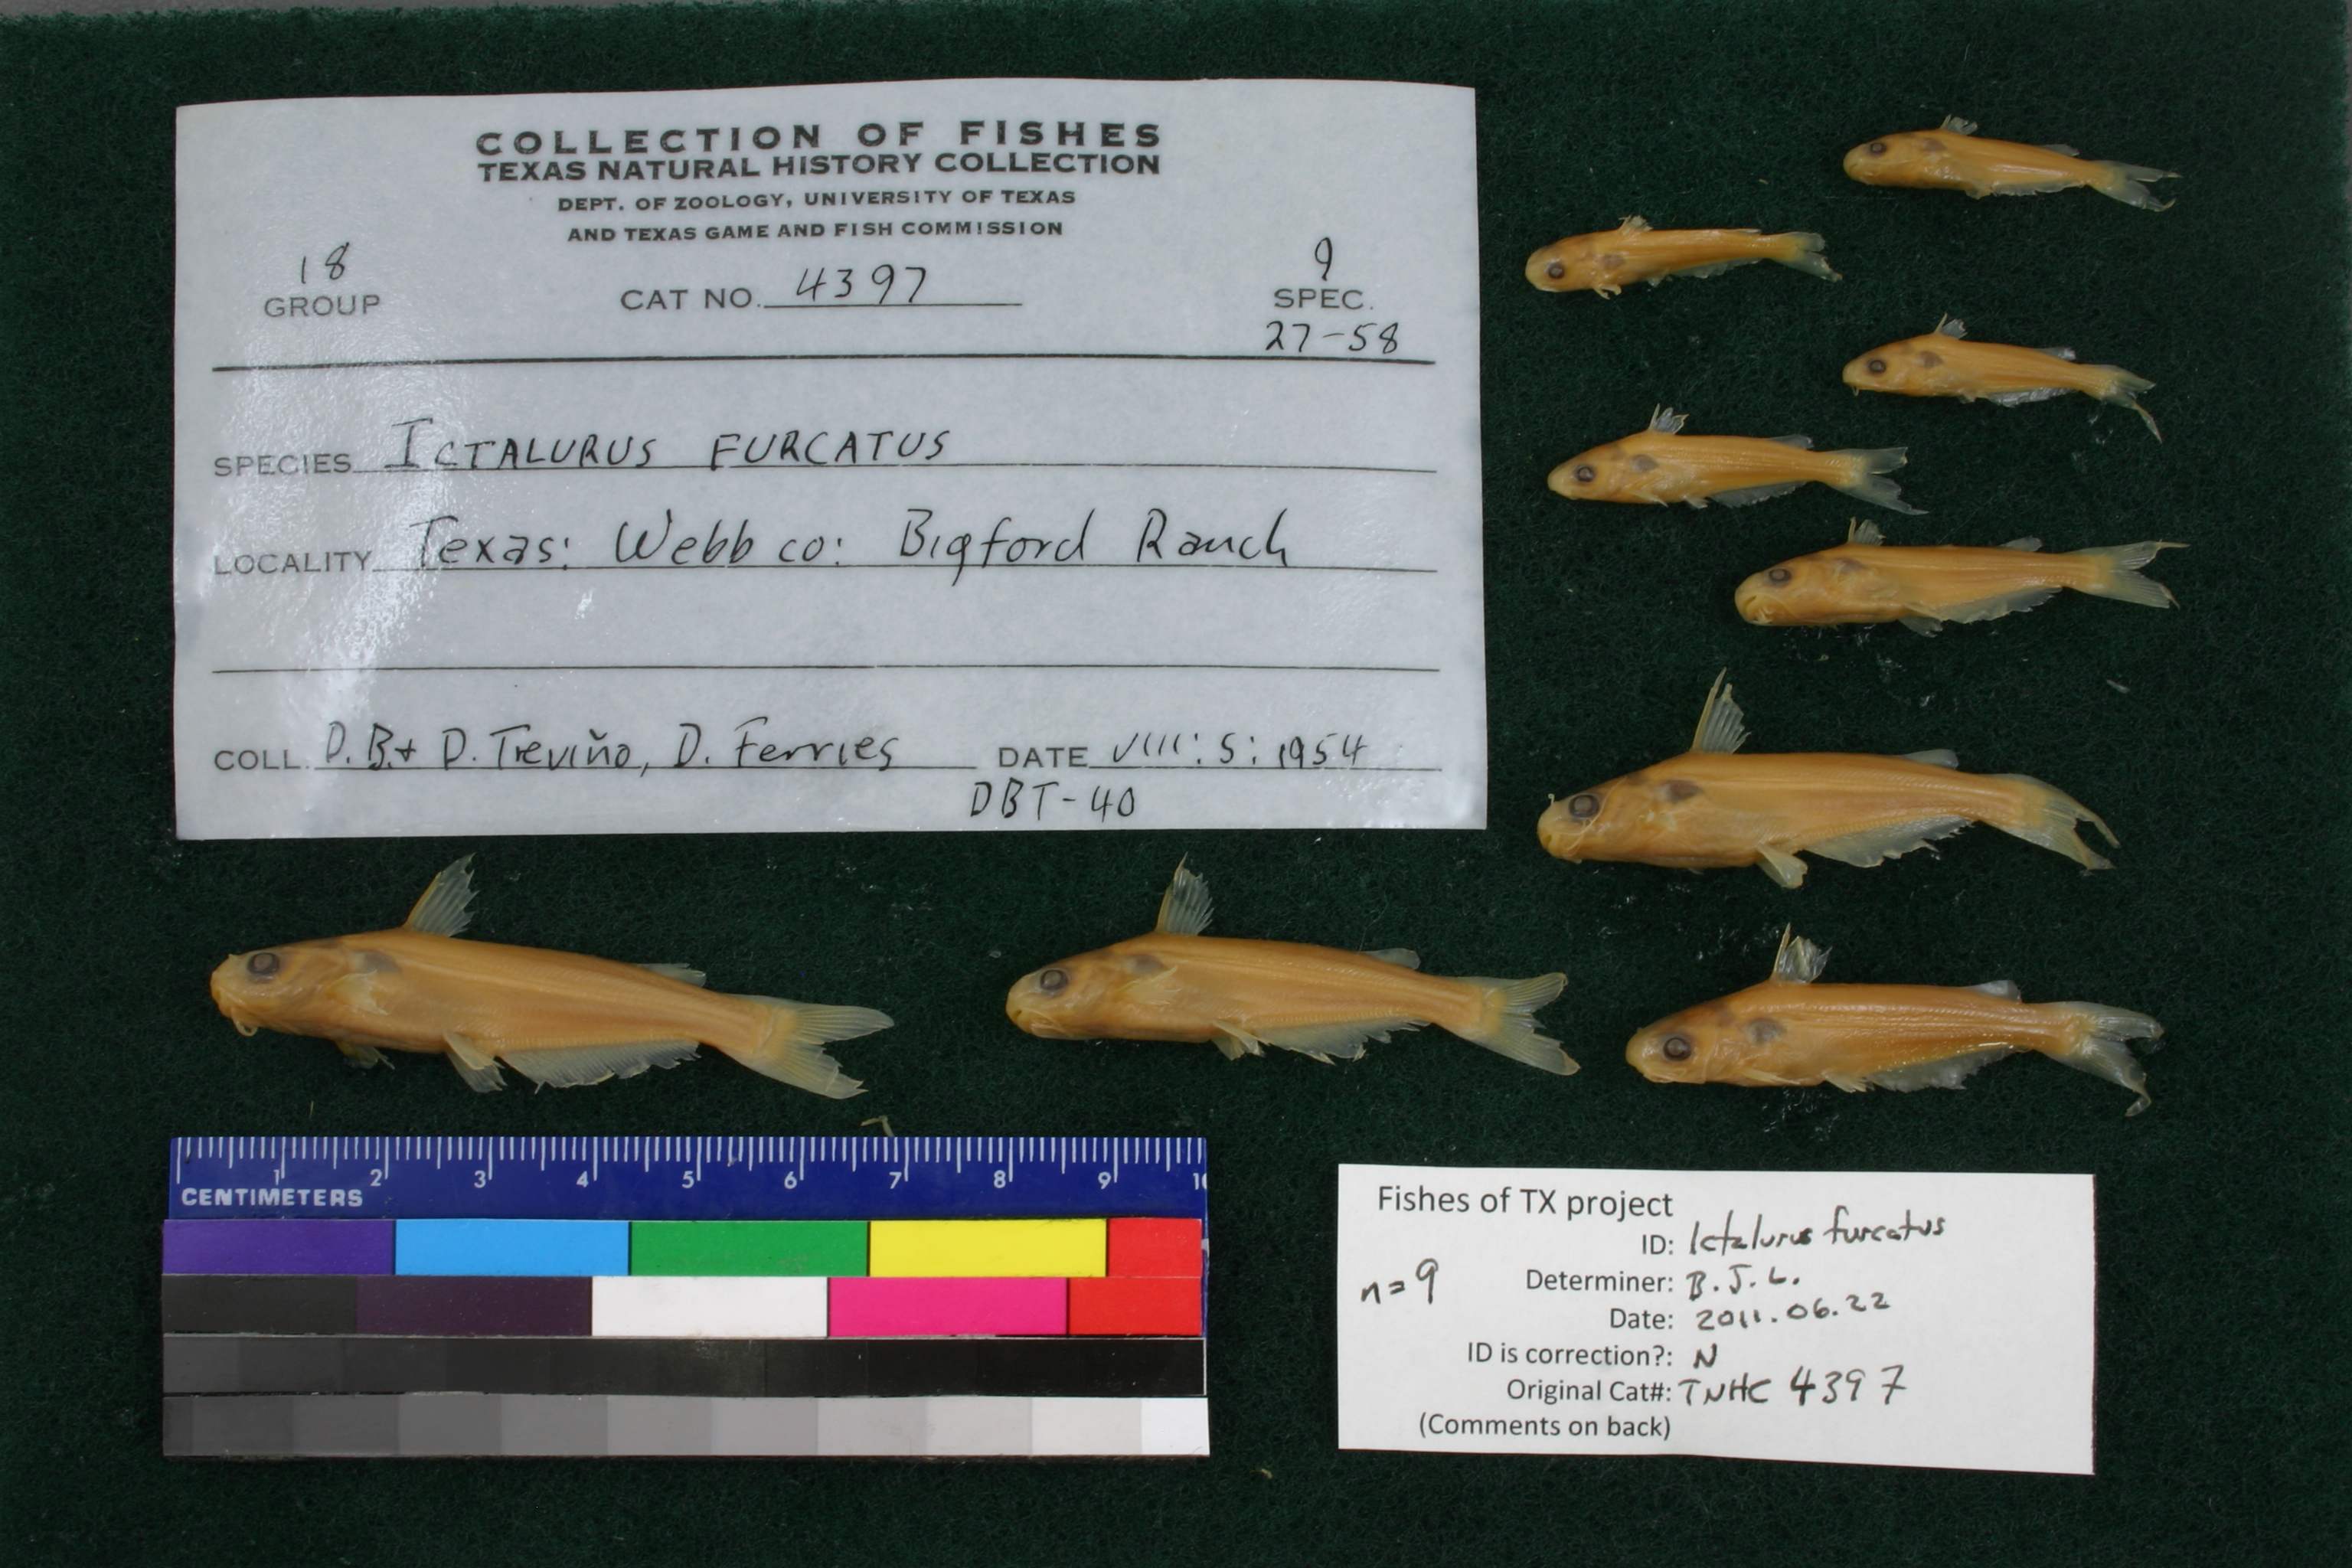 COLLECTION OF FISHES
TEXAS NATURAL HISTORY COLLECTION
DEPT. OF ZOOLOGY, UNIVERSITY OF TEXAS
AND TEXAS GAME AND FISH COMMISSION
18
GROUP
CAT NO. 4397
9
SPEC.
27-58
SPECIES ICTALURUS FURCATUS
LOCALITY Texas: Webb co: Bigford Ranch
COLL. D.B.+ D. Treviño, D. Ferries DATE VIII:5:1954
DBT-40
1 2 3 4 5 6 7 8 9 10
CENTIMETERS
Fishes of TX project
ID: Ictalurus furcatus
n=9 Determiner: B.J.L.
Date: 2011.06.22
ID is correction?: N
Original Cat#: TNHC 4397
(Comments on back)